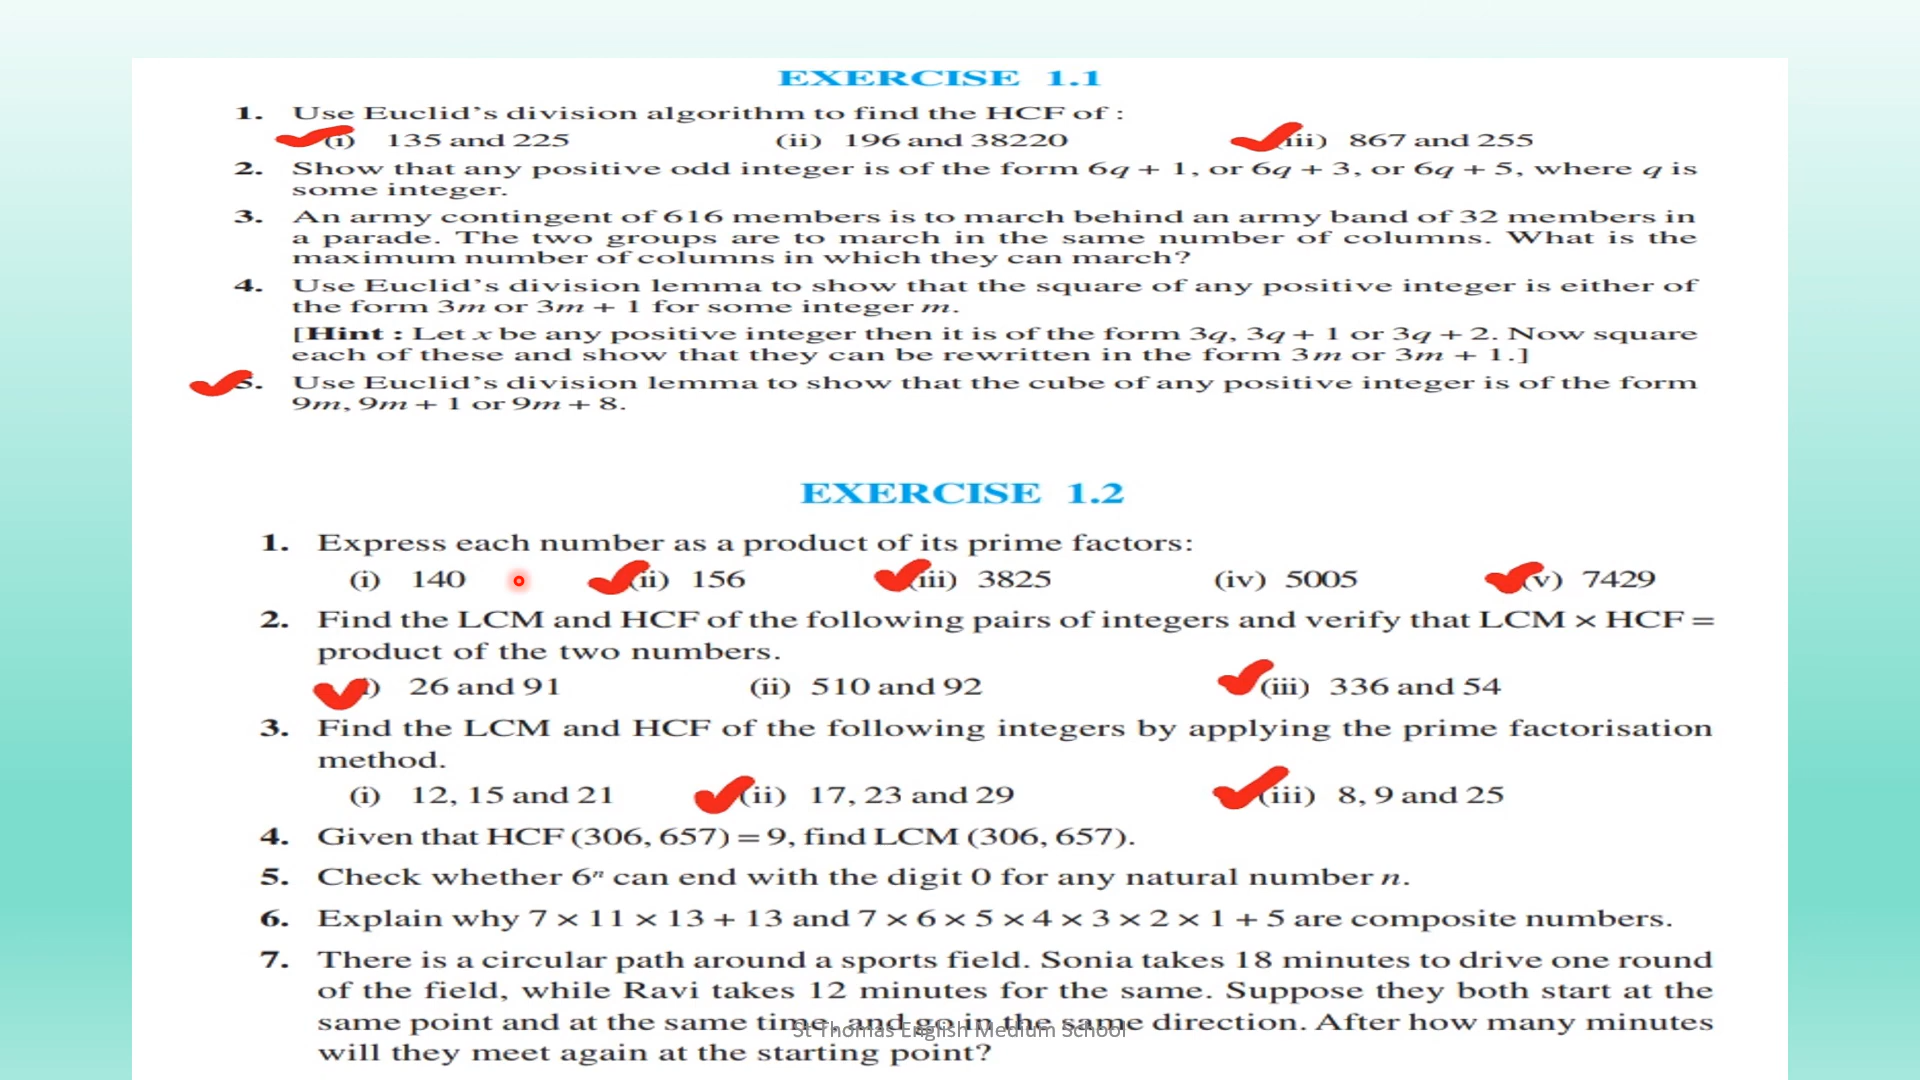 EXERCISE 1.1
1. Use Euclid's division algorithm to find the HCF of :
(i) 135 and 225 (ii) 196 and 38220 (iii) 867 and 255
2. Show that any positive odd integer is of the form 6q + 1, or 6q + 3, or 6q + 5, where q is
some integer.
3. An army contingent of 616 members is to march behind an army band of 32 members in
a parade. The two groups are to march in the same number of columns. What is the
maximum number of columns in which they can march?
4. Use Euclid's division lemma to show that the square of any positive integer is either of
the form 3m or 3m + 1 for some integer m.
[Hint : Let x be any positive integer then it is of the form 3q, 3q + 1 or 3q + 2. Now square
each of these and show that they can be rewritten in the form 3m or 3m + 1.]
5. Use Euclid's division lemma to show that the cube of any positive integer is of the form
9m, 9m + 1 or 9m + 8.
EXERCISE 1.2
1. Express each number as a product of its prime factors:
(i) 140 (ii) 156 (iii) 3825 (iv) 5005 (v) 7429
2. Find the LCM and HCF of the following pairs of integers and verify that LCM × HCF =
product of the two numbers.
(i) 26 and 91 (ii) 510 and 92 (iii) 336 and 54
3. Find the LCM and HCF of the following integers by applying the prime factorisation
method.
(i) 12, 15 and 21 (ii) 17, 23 and 29 (iii) 8, 9 and 25
4. Given that HCF (306, 657) = 9, find LCM (306, 657).
5. Check whether 6ⁿ can end with the digit 0 for any natural number n.
6. Explain why 7 × 11 × 13 + 13 and 7 × 6 × 5 × 4 × 3 × 2 × 1 + 5 are composite numbers.
7. There is a circular path around a sports field. Sonia takes 18 minutes to drive one round
of the field, while Ravi takes 12 minutes for the same. Suppose they both start at the
same point and at the same time, and go in the same direction. After how many minutes
St Thomas English Medium School
will they meet again at the starting point?